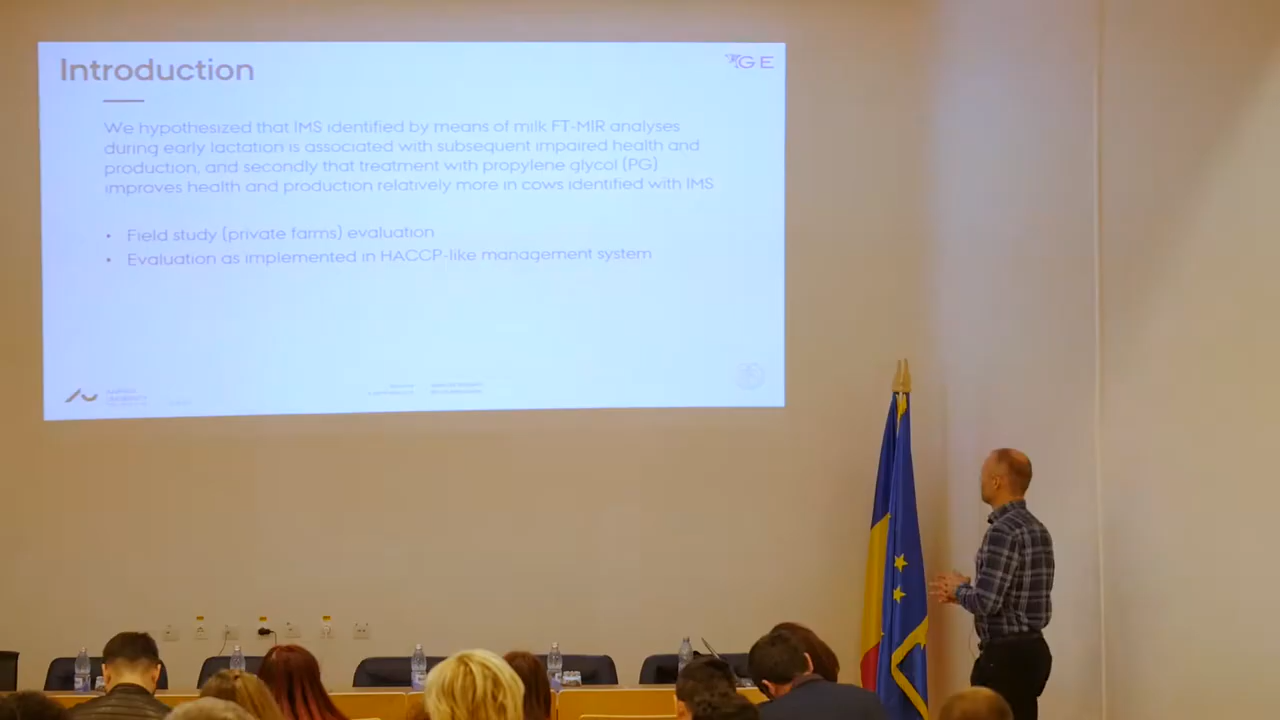 Introduction
GE
We hypothesized that IMS identified by means of milk FT-MIR analyses
during early lactation is associated with subsequent impaired health and
production, and secondly that treatment with propylene glycol (PG)
improves health and production relatively more in cows identified with IMS
• Field study (private farms) evaluation
• Evaluation as implemented in HACCP-like management system